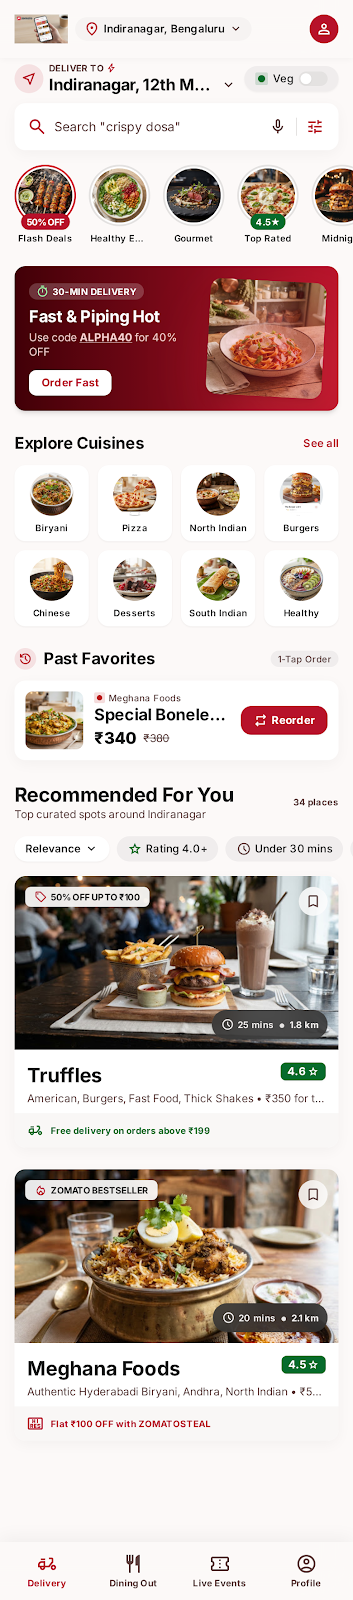 Indiranagar, Bengaluru
DELIVER TO
Indiranagar, 12th M...
Veg
Search "crispy dosa"
50% OFF
4.5★
Flash Deals
Healthy E...
Gourmet
Top Rated
Midnig
30-MIN DELIVERY
Fast & Piping Hot
Use code ALPHA40 for 40%
OFF
Order Fast
Explore Cuisines
See all
Biryani
Pizza
North Indian
Burgers
Chinese
Desserts
South Indian
Healthy
Past Favorites
1-Tap Order
Meghana Foods
Special Bonele...
₹340 ₹380
Reorder
Recommended For You
Top curated spots around Indiranagar
34 places
Relevance
Rating 4.0+
Under 30 mins
50% OFF UPTO ₹100
25 mins • 1.8 km
Truffles
4.6 ☆
American, Burgers, Fast Food, Thick Shakes • ₹350 for t...
Free delivery on orders above ₹199
ZOMATO BESTSELLER
20 mins • 2.1 km
Meghana Foods
4.5 ☆
Authentic Hyderabadi Biryani, Andhra, North Indian • ₹5...
Flat ₹100 OFF with ZOMATOSTEAL
Delivery
Dining Out
Live Events
Profile